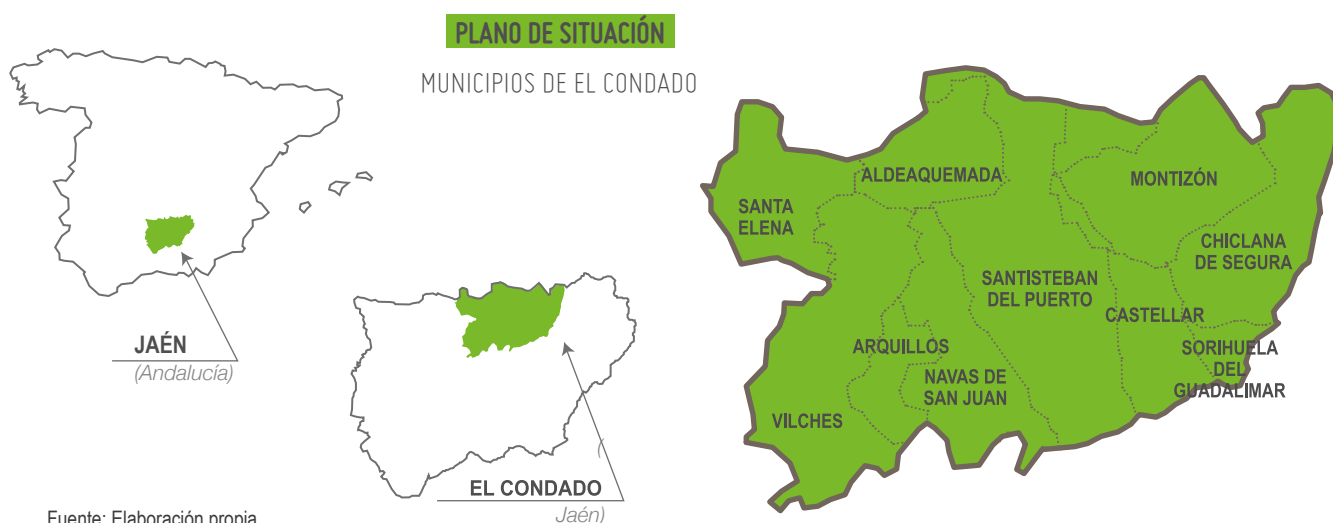 PLANO DE SITUACIÓN
MUNICIPIOS DE EL CONDADO
JAÉN
(Andalucía)
EL CONDADO
Jaén)
Fuente: Elaboración propia
ALDEAQUEMADA
MONTIZÓN
SANTA
ELENA
CHICLANA
DE SEGURA
SANTISTEBAN
DEL PUERTO
CASTELLAR
ARQUILLOS
SORIHUELA
DEL
GUADALIMAR
NAVAS DE
SAN JUAN
VILCHES